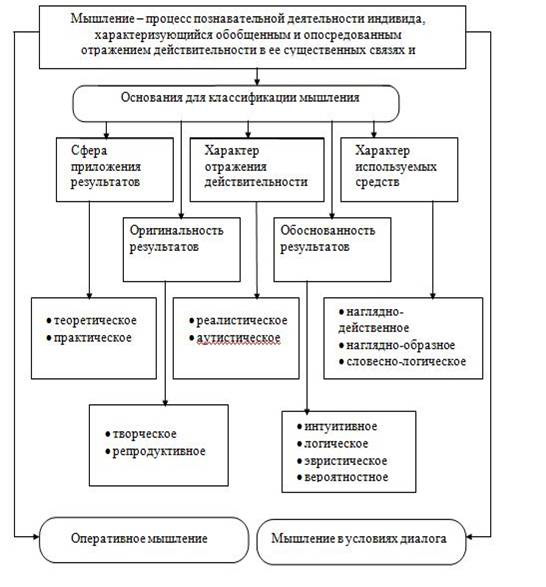 Мышление – процесс познавательной деятельности индивида,
характеризующийся обобщенным и опосредованным
отражением действительности в ее существенных связях и
Основания для классификации мышления
Сфера
приложения
результатов
Характер
отражения
действительности
Характер
используемых
средств
Оригинальность
результатов
Обоснованность
результатов
• теоретическое
• практическое
• реалистическое
• аутистическое
• наглядно-
действенное
• наглядно-образное
• словесно-логическое
• творческое
• репродуктивное
• интуитивное
• логическое
• эвристическое
• вероятностное
Оперативное мышление
Мышление в условиях диалога